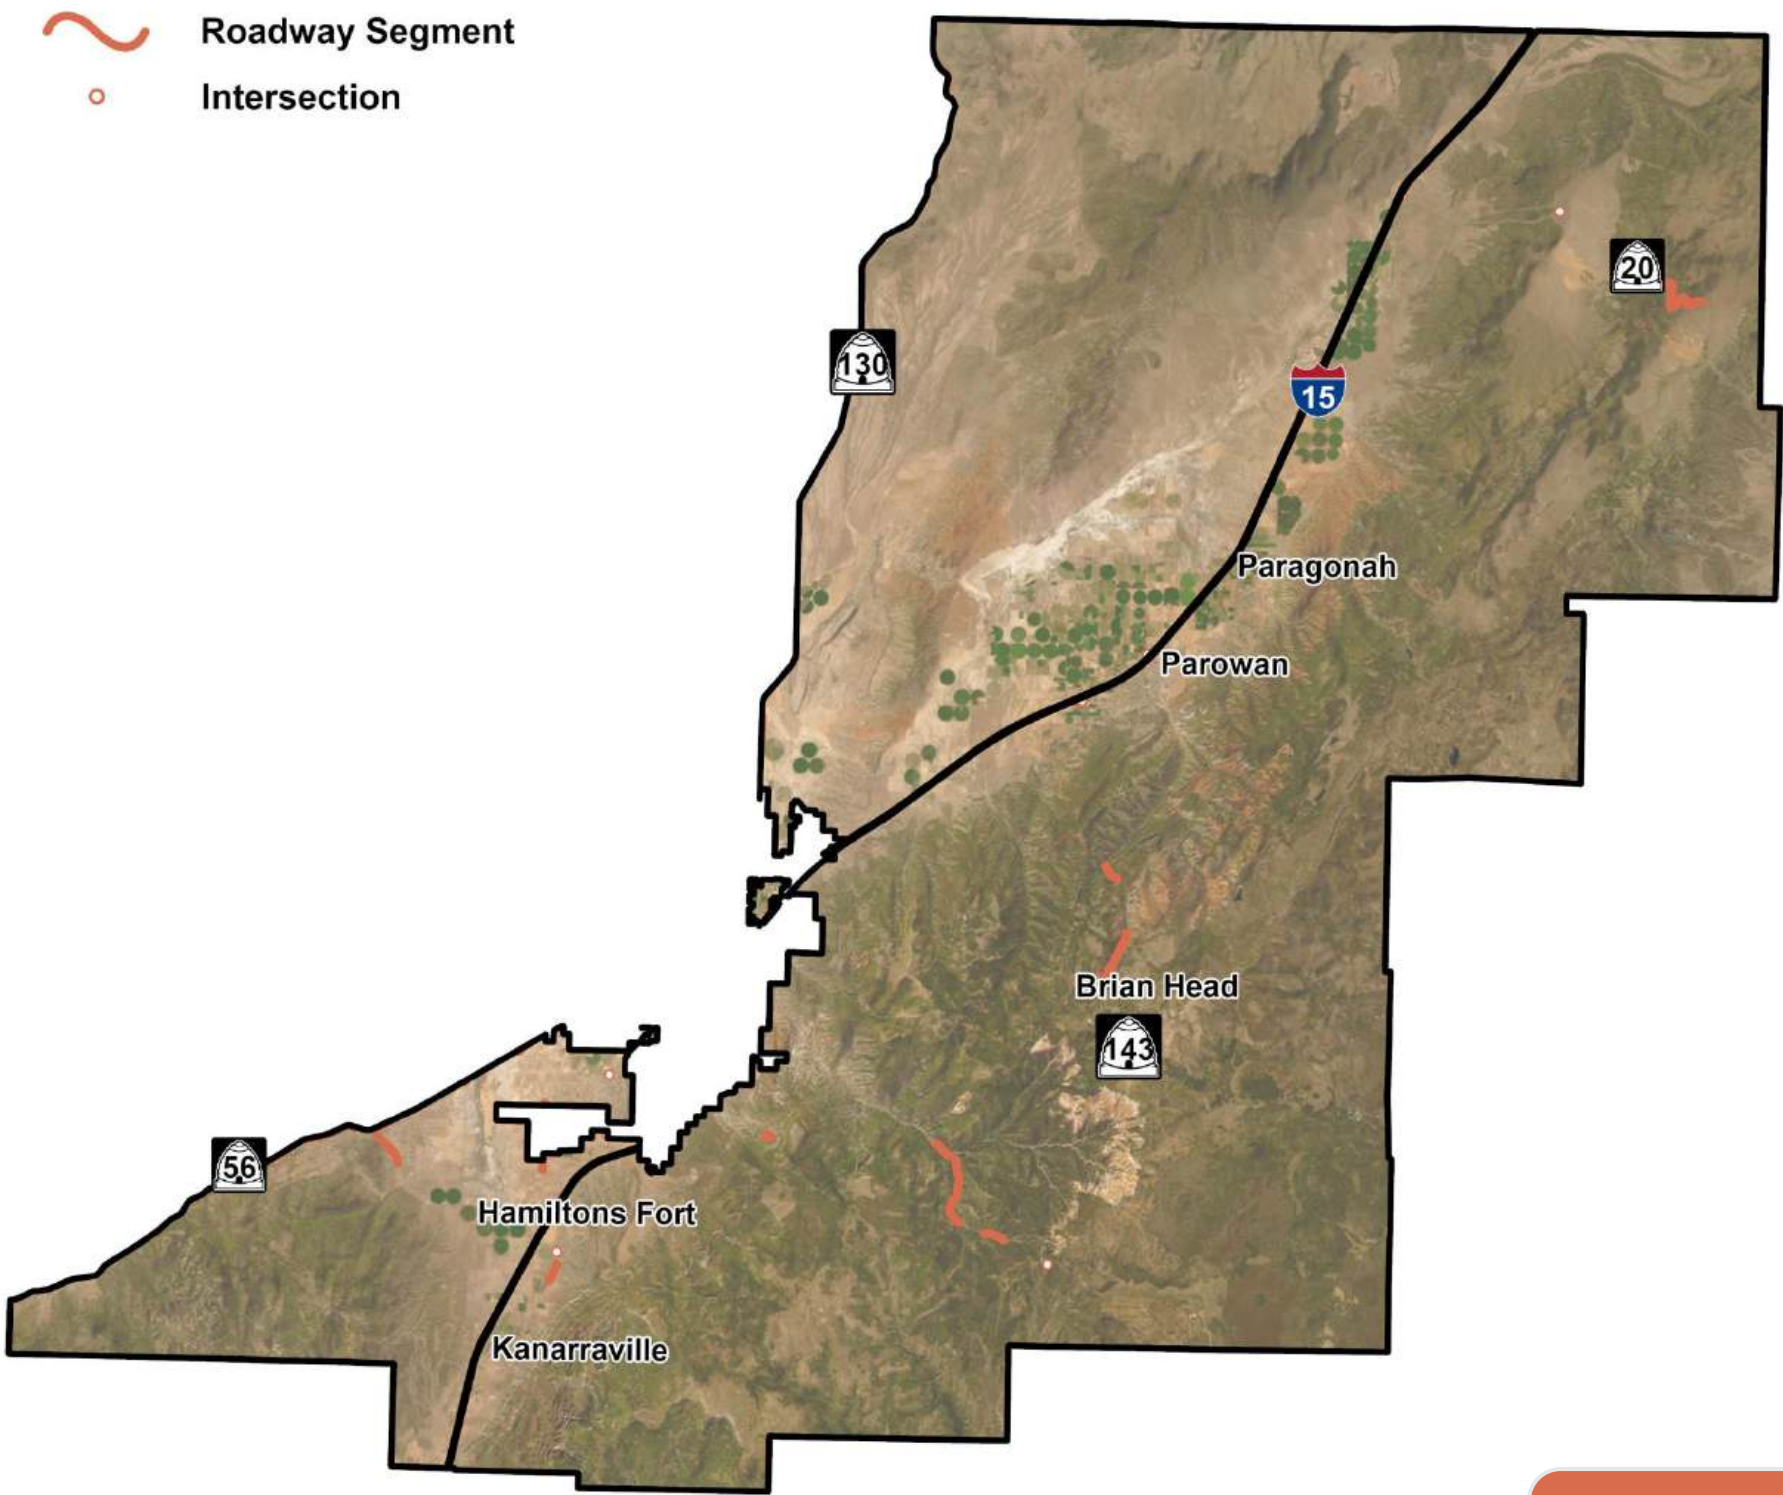 Roadway Segment
Intersection
20
130
15
Paragonah
Parowan
Brian Head
143
56
Hamiltons Fort
Kanarraville